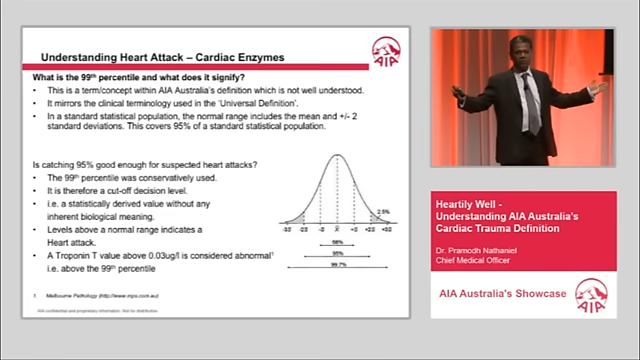 Understanding Heart Attack – Cardiac Enzymes
AIA
What is the 99th percentile and what does it signify?
• This is a term/concept within AIA Australia's definition which is not well understood.
• It mirrors the clinical terminology used in the 'Universal Definition'.
• In a standard statistical population, the normal range includes the mean and +/- 2
standard deviations. This covers 95% of a standard statistical population.
Is catching 95% good enough for suspected heart attacks?
• The 99th percentile was conservatively used.
• It is therefore a cut-off decision level.
• i.e. a statistically derived value without any
inherent biological meaning.
• Levels above a normal range indicates a
Heart attack.
• A Troponin T value above 0.03ug/l is considered abnormal¹
i.e. above the 99th percentile
2.5%
68%
95%
99.7%
1. Melbourne Pathology (http://www.mps.com.au)
AIA confidential and proprietary information. Not for distribution.
Heartily Well -
Understanding AIA Australia's
Cardiac Trauma Definition
Dr. Pramodh Nathaniel
Chief Medical Officer
AIA Australia's Showcase
AIA